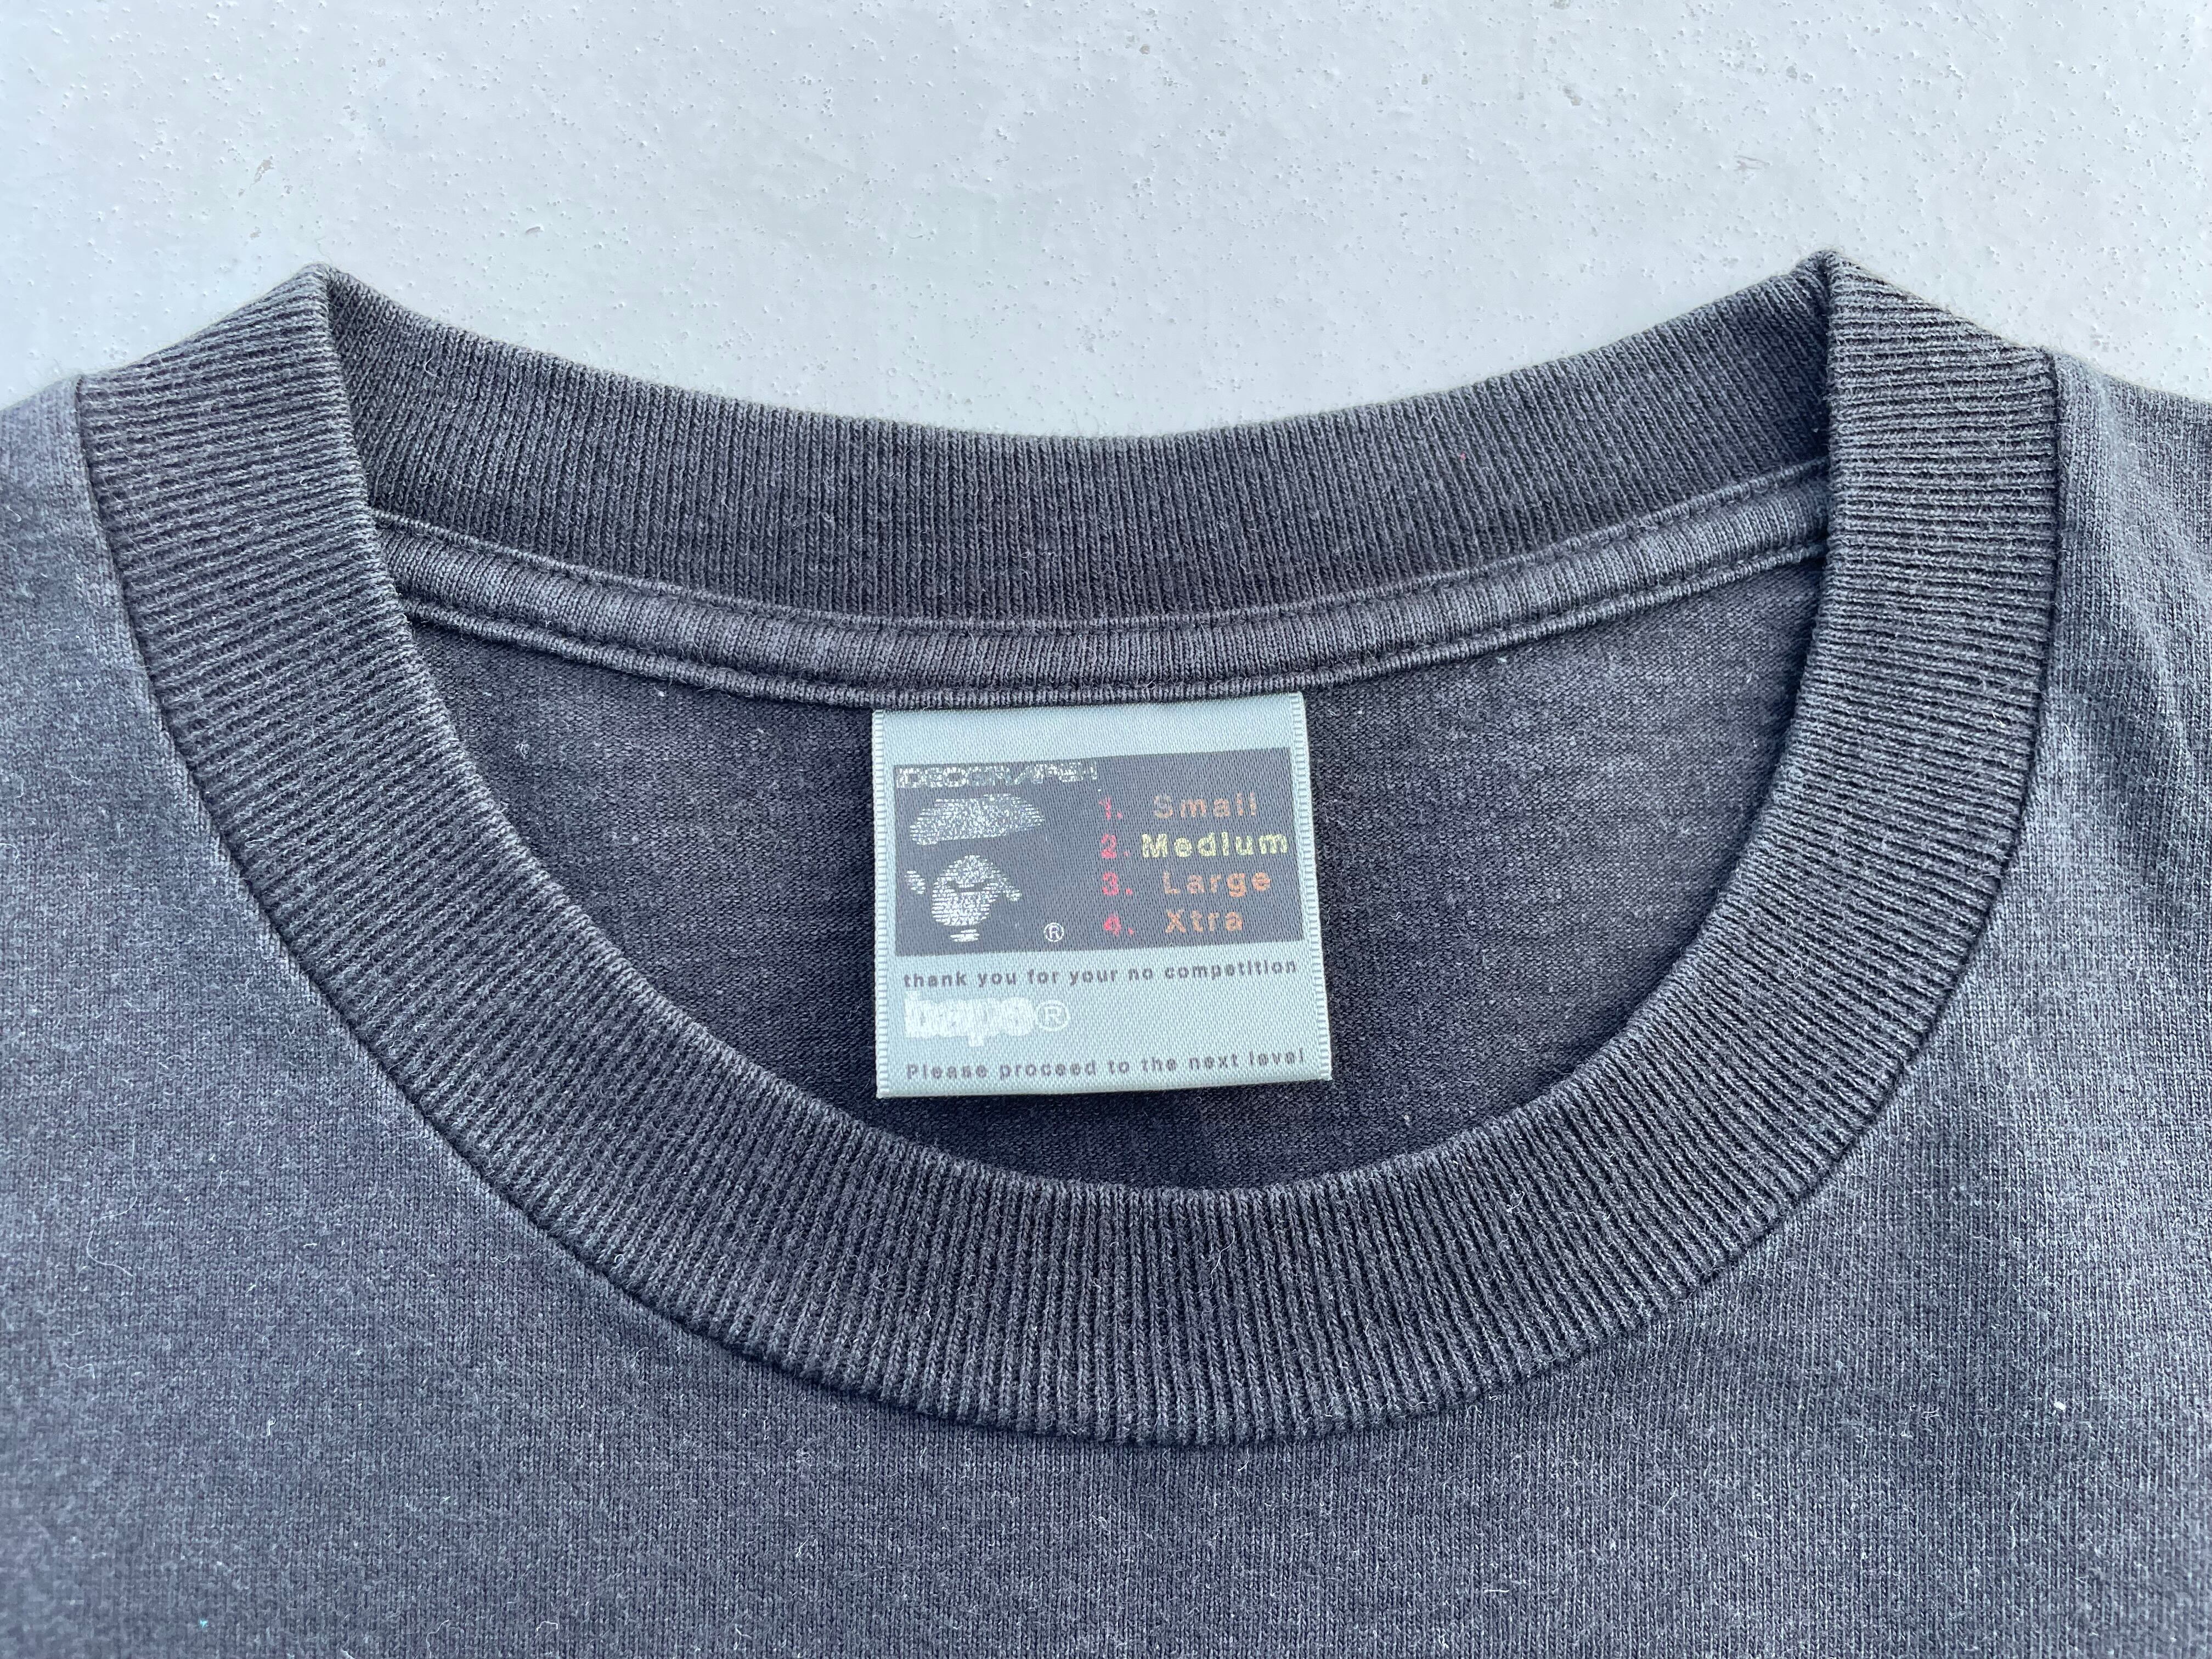 1. Small
2. Medium
3. Large
4. Xtra
®
thank you for your no competition
bape®
Please proceed to the next level